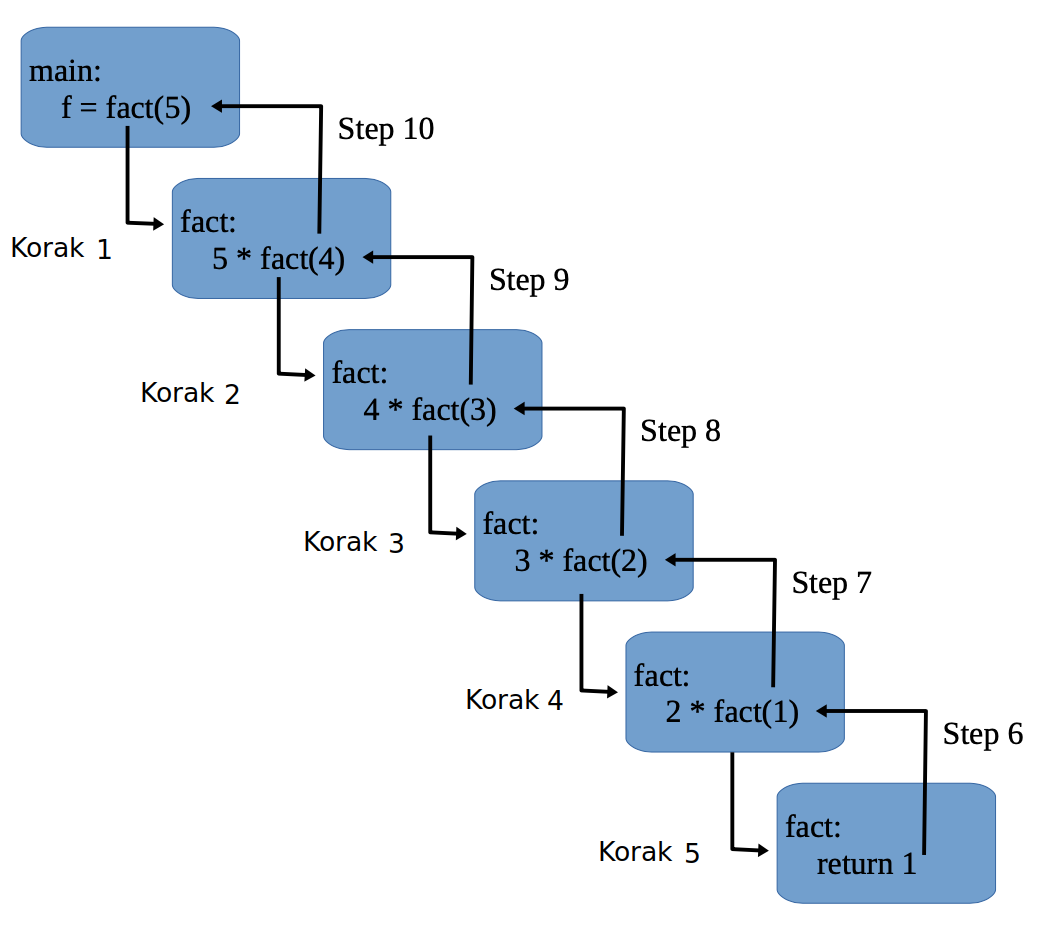 main:
f = fact(5)
Step 10
Korak 1
fact:
5 * fact(4)
Step 9
Korak 2
fact:
4 * fact(3)
Step 8
Korak 3
fact:
3 * fact(2)
Step 7
Korak 4
fact:
2 * fact(1)
Step 6
Korak 5
fact:
return 1